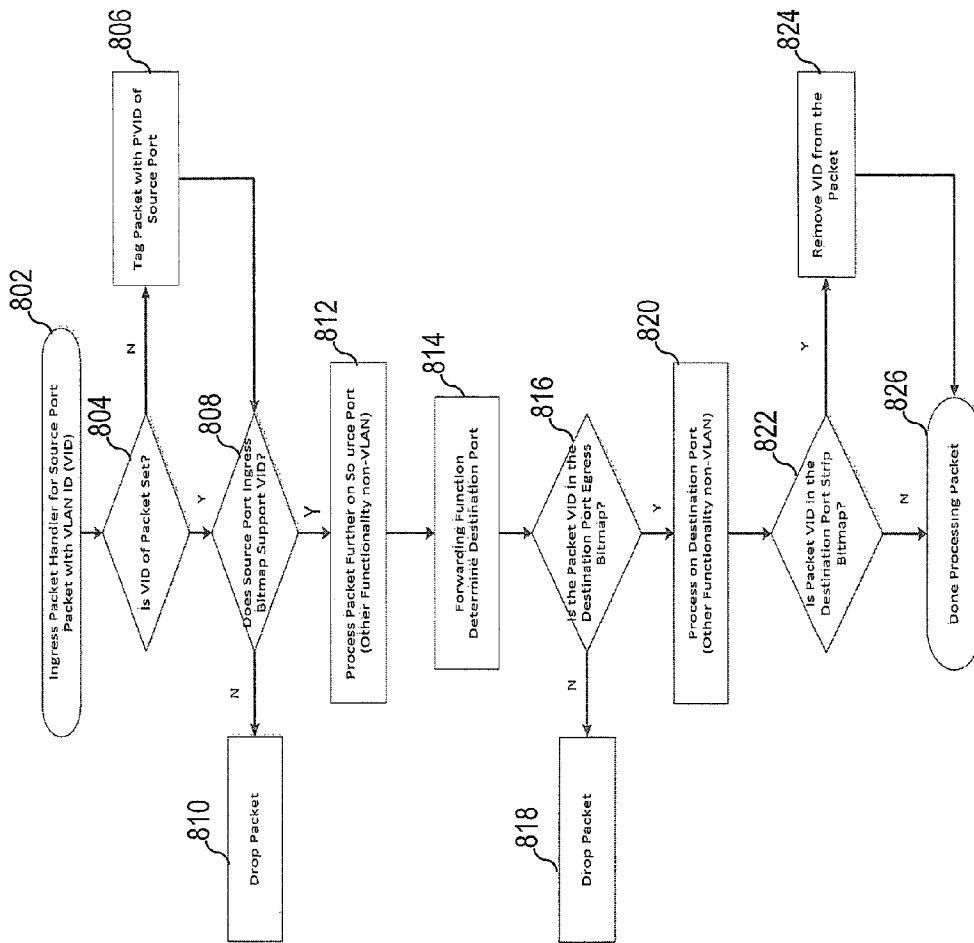 802
Ingress Packet Handler for Source Port
Packet with VLAN ID (VID)
804
Is VID of Packet Set?
N
806
Tag Packet with PVID of
Source Port
Y
808
Does Source Port Ingress
Bitmap Support VID?
N
810
Drop Packet
Y
812
Process Packet Further on So urce Port
(Other Functionality non-VLAN)
814
Forwarding Function
Determine Destination Port
816
Is the Packet VID in the
Destination Port Egress
Bitmap?
N
818
Drop Packet
Y
820
Process on Destination Port
(Other Functionality non-VLAN)
822
Is Packet VID in the
Destination Port Strip
Bitmap?
Y
824
Remove VID from the
Packet
N
826
Done Processing Packet